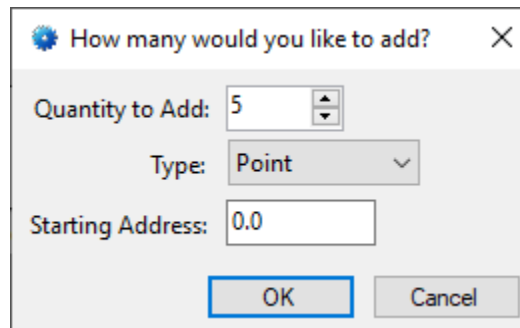 How many would you like to add?
Quantity to Add: 5
Type: Point
Starting Address: 0.0
OK Cancel